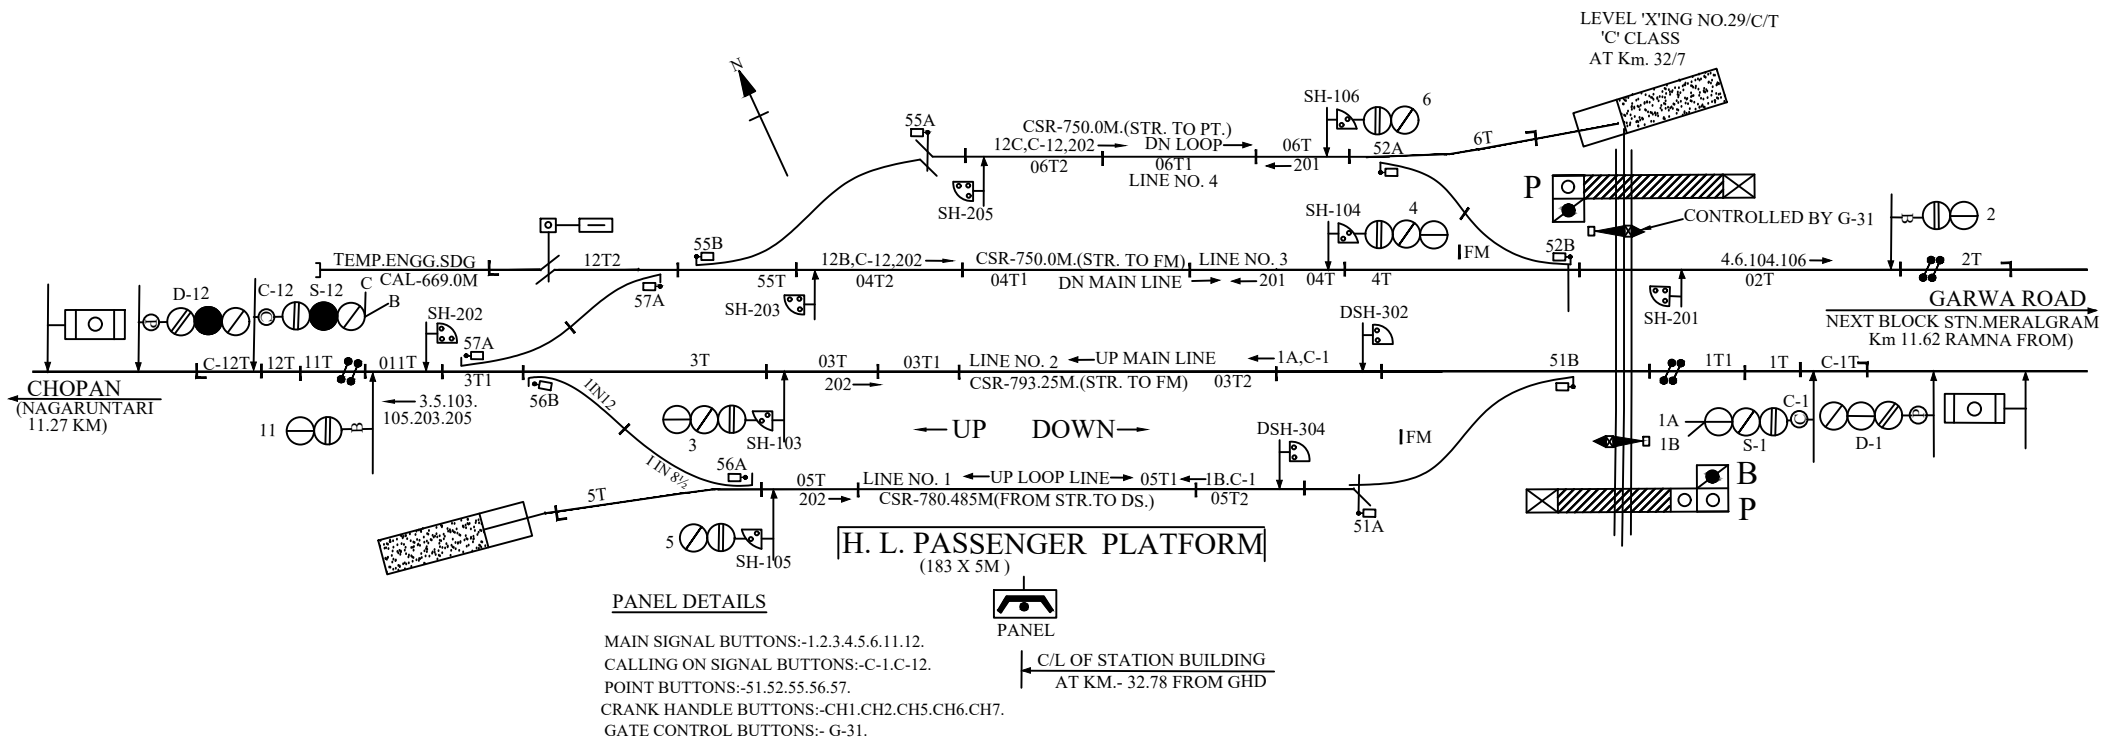 LEVEL 'X'ING NO.29/C/T
'C' CLASS
AT Km. 32/7
N
55A
CSR-750.0M.(STR. TO PT.)
12C,C-12,202
DN LOOP
06T2
06T1
LINE NO. 4
06T
201
SH-106
6
52A
6T
SH-205
P
CONTROLLED BY G-31
B
2
TEMP.ENGG.SDG
CAL-669.0M
12T2
55B
57A
55T
12B,C-12,202
04T2
CSR-750.0M.(STR. TO FM)
04T1
LINE NO. 3
DN MAIN LINE
201
SH-104
4
04T
4T
FM
52B
4.6.104.106
02T
2T
SH-203
SH-201
GARWA ROAD
NEXT BLOCK STN.MERALGRAM
Km 11.62 RAMNA FROM)
P
D-12
C
C-12
S-12
C
B
SH-202
57A
C-12T
12T
11T
011T
3T1
3T
03T
202
03T1
LINE NO. 2
UP MAIN LINE
CSR-793.25M.(STR. TO FM)
03T2
1A,C-1
DSH-302
51B
1T1
1T
C-1T
CHOPAN
(NAGARUNTARI
11.27 KM)
3.5.103.
105.203.205
11
B
56B
1IN12
1 IN 8½
3
SH-103
UP
DOWN
DSH-304
FM
1A
1B
S-1
C-1
D-1
B
P
56A
5T
05T
202
LINE NO. 1
UP LOOP LINE
05T1
1B.C-1
CSR-780.485M(FROM STR.TO DS.)
05T2
51A
5
SH-105
H. L. PASSENGER PLATFORM
(183 X 5M )
PANEL
C/L OF STATION BUILDING
AT KM.- 32.78 FROM GHD
PANEL DETAILS
MAIN SIGNAL BUTTONS:-1.2.3.4.5.6.11.12.
CALLING ON SIGNAL BUTTONS:-C-1.C-12.
POINT BUTTONS:-51.52.55.56.57.
CRANK HANDLE BUTTONS:-CH1.CH2.CH5.CH6.CH7.
GATE CONTROL BUTTONS:- G-31.